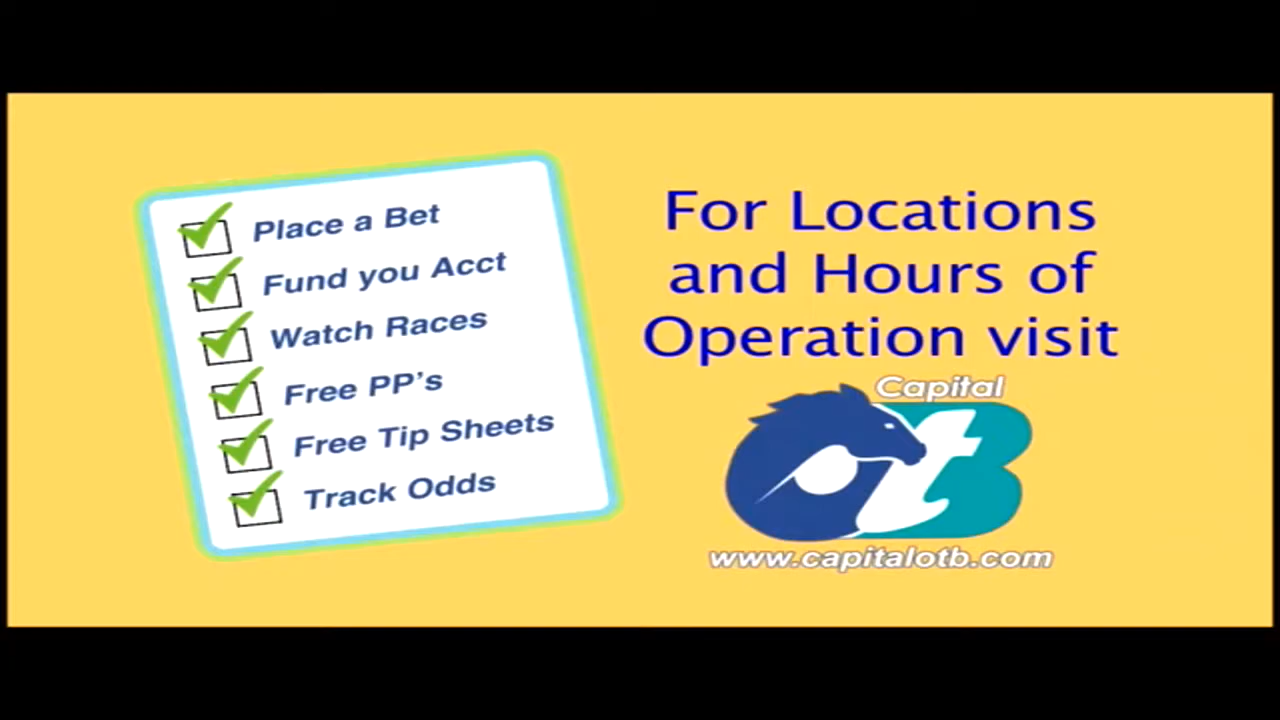 Place a Bet
Fund you Acct
Watch Races
Free PP's
Free Tip Sheets
Track Odds
For Locations
and Hours of
Operation visit
Capital
OtB
www.capitalotb.com